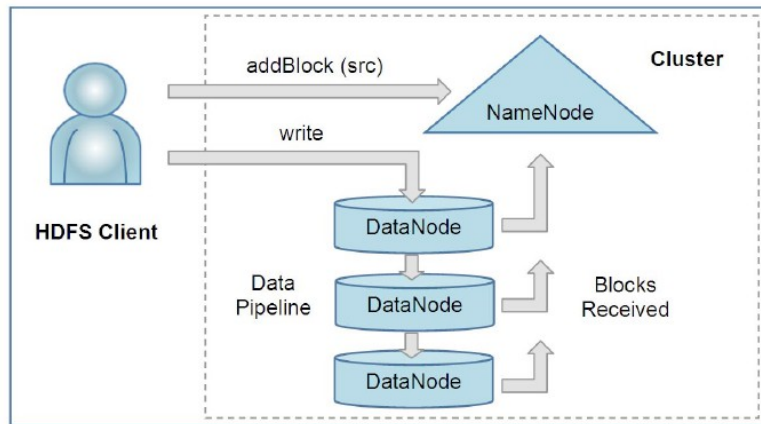 addBlock (src)
Cluster
NameNode
write
HDFS Client
DataNode
Data
Pipeline
DataNode
Blocks
Received
DataNode